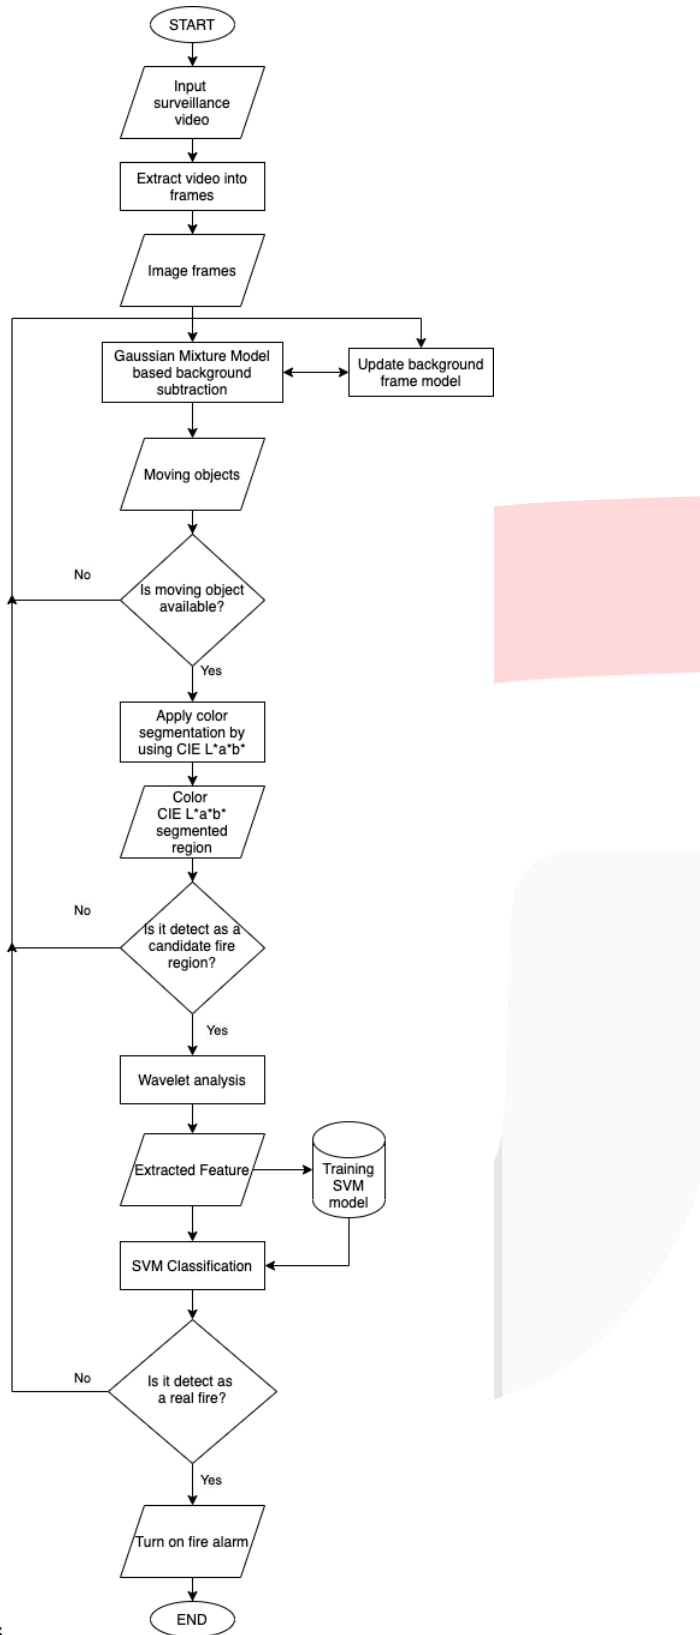 START
Input
surveillance
video
Extract video into
frames
Image frames
Gaussian Mixture Model
based background
subtraction
Update background
frame model
Moving objects
No
Is moving object
available?
Yes
Apply color
segmentation by
using CIE L*a*b*
Color
CIE L*a*b*
segmented
region
No
Is it detect as a
candidate fire
region?
Yes
Wavelet analysis
Extracted Feature
Training
SVM
model
SVM Classification
No
Is it detect as
a real fire?
Yes
Turn on fire alarm
END